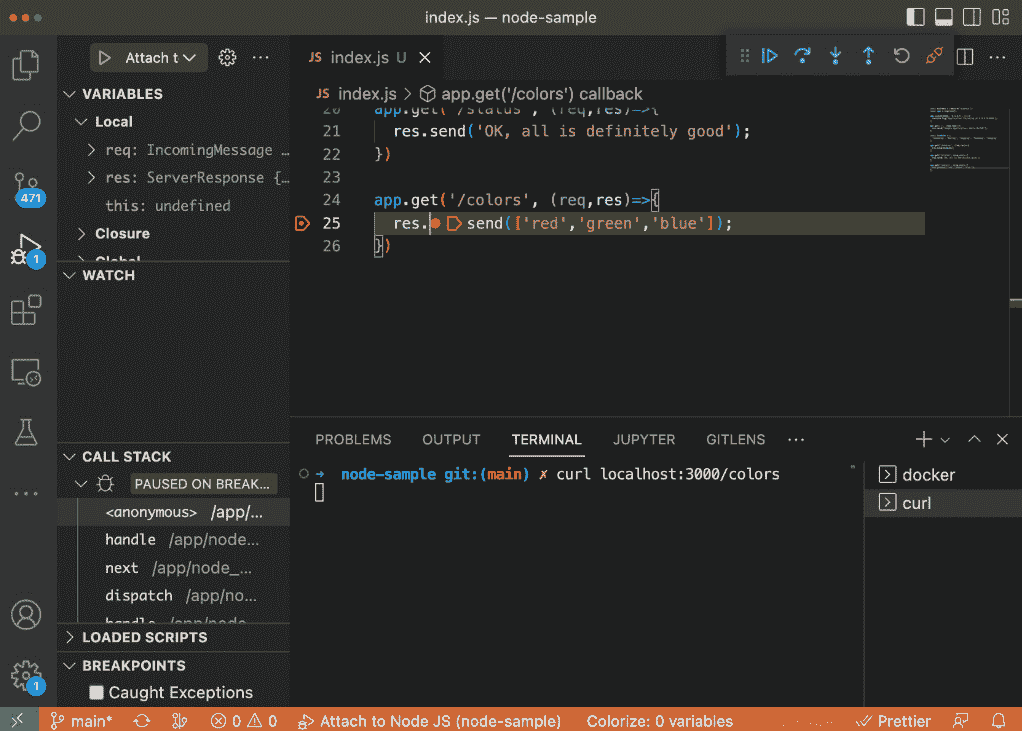 index.js — node-sample
Attach t
JS index.js U
VARIABLES
Local
req: IncomingMessage …
res: ServerResponse {…
this: undefined
Closure
Global
WATCH
CALL STACK
PAUSED ON BREAK…
<anonymous> /app/…
handle /app/node…
next /app/node_…
dispatch /app/no…
handle /app/node
LOADED SCRIPTS
BREAKPOINTS
Caught Exceptions
471
1
1
JS index.js > app.get('/colors') callback
20 app.get('/status', (req,res)=>{
21 res.send('OK, all is definitely good');
22 })
23
24 app.get('/colors', (req,res)=>{
25 res.send(['red','green','blue']);
26 })
PROBLEMS OUTPUT TERMINAL JUPYTER GITLENS ···
node-sample git:(main) ✗ curl localhost:3000/colors
docker
curl
main* 0 0 Attach to Node JS (node-sample) Colorize: 0 variables Prettier